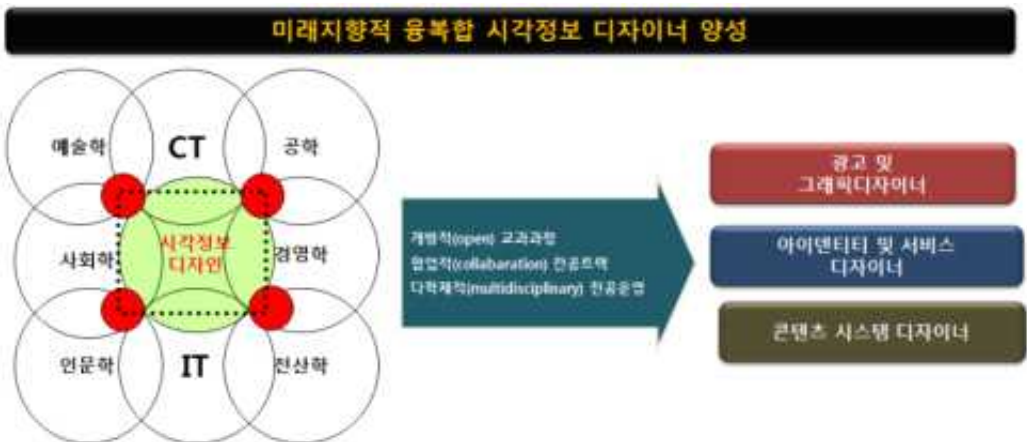 미래지향적 융복합 시각정보 디자이너 양성
예술학
CT
공학
사회학
시각정보
디자인
경영학
인문학
IT
전산학
개방적(open) 교과과정
협업적(collabaration) 전공트랙
다학제적(multidisciplinary) 전공운영
광고 및
그래픽디자이너
아이덴티티 및 서비스
디자이너
콘텐츠 시스템 디자이너